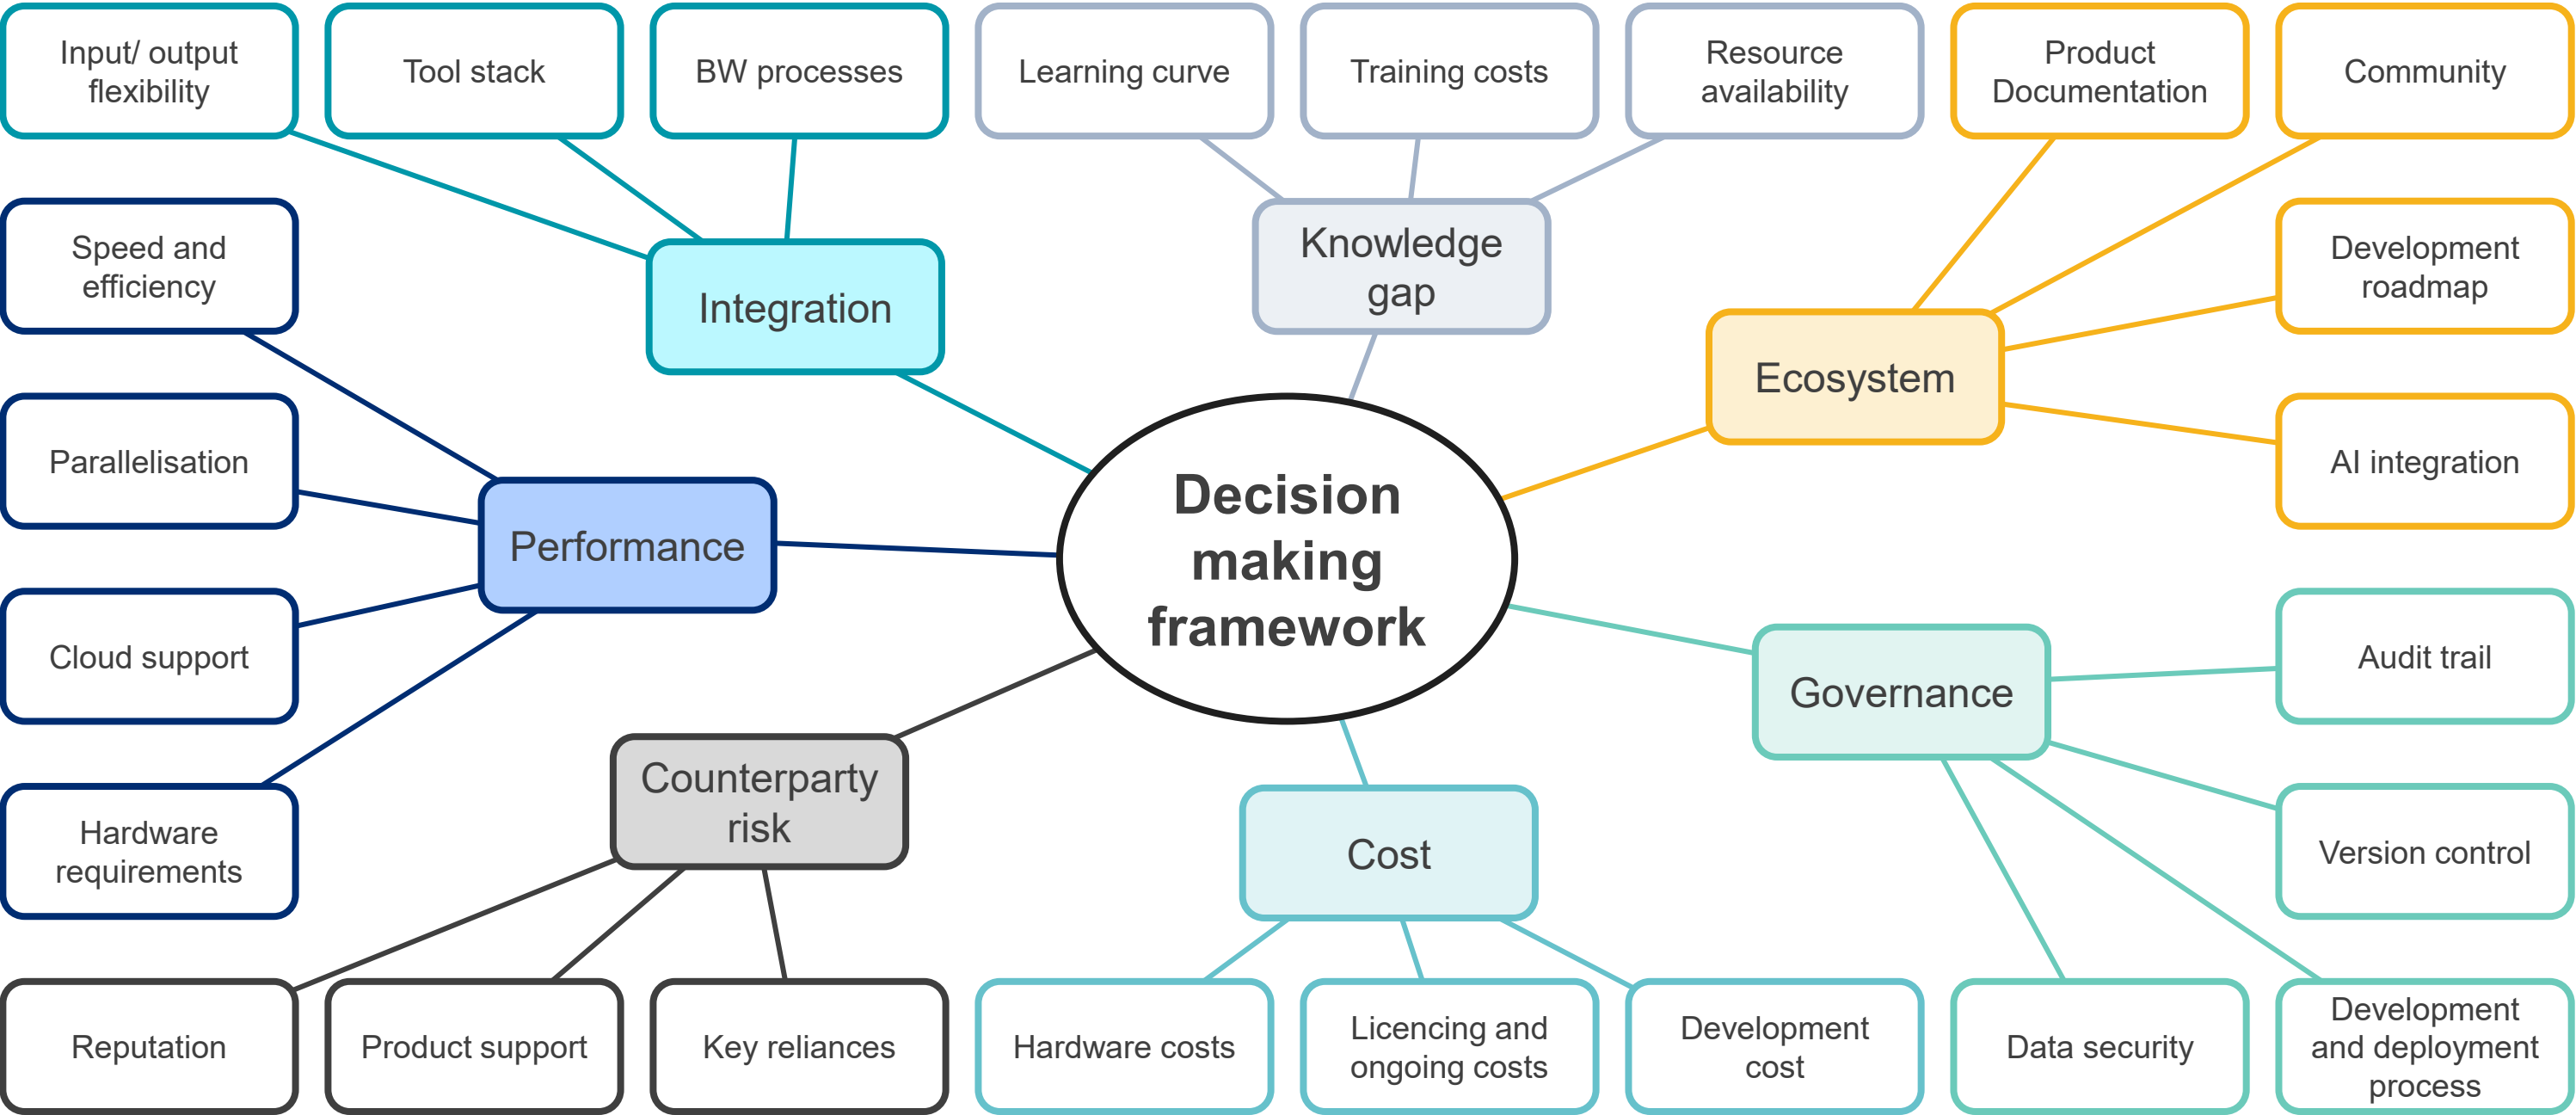 Input/ output
flexibility
Tool stack
BW processes
Learning curve
Training costs
Resource
availability
Product
Documentation
Community
Speed and
efficiency
Integration
Knowledge
gap
Development
roadmap
Ecosystem
Parallelisation
AI integration
Performance
Decision
making
framework
Cloud support
Governance
Audit trail
Counterparty
risk
Hardware
requirements
Cost
Version control
Reputation
Product support
Key reliances
Hardware costs
Licencing and
ongoing costs
Development
cost
Data security
Development
and deployment
process